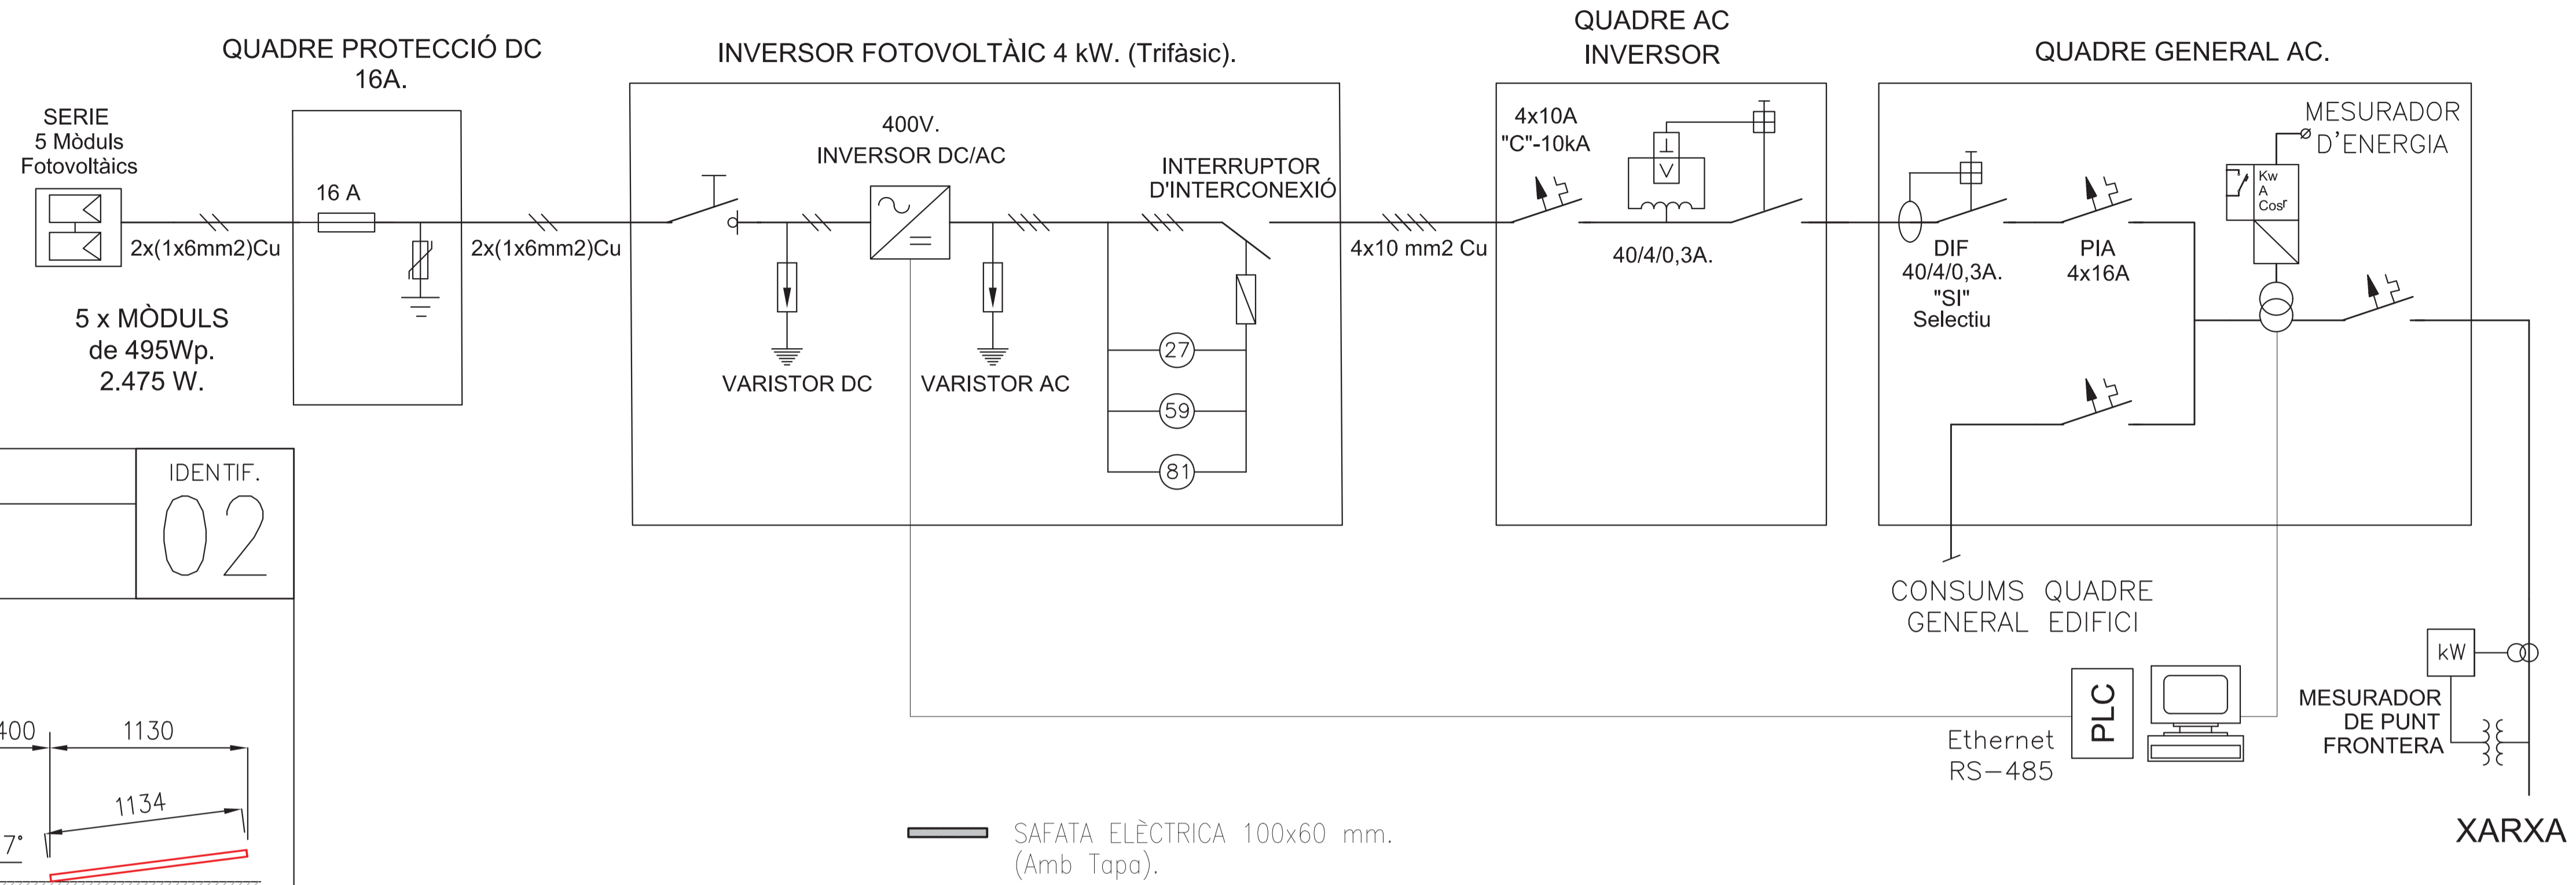 QUADRE PROTECCIÓ DC
16A.
SERIE
5 Mòduls
Fotovoltàics
2x(1x6mm2)Cu
5 x MÒDULS
de 495Wp.
2.475 W.
16 A
2x(1x6mm2)Cu
INVERSOR FOTOVOLTÀIC 4 kW. (Trifàsic).
400V.
INVERSOR DC/AC
INTERRUPTOR
D'INTERCONEXIÓ
VARISTOR DC
VARISTOR AC
27
59
81
4x10 mm2 Cu
QUADRE AC
INVERSOR
4x10A
"C"-10kA
V
40/4/0,3A.
QUADRE GENERAL AC.
MESURADOR
D'ENERGIA
Kw
A
Cosr
DIF
40/4/0,3A.
"SI"
Selectiu
PIA
4x16A
CONSUMS QUADRE
GENERAL EDIFICI
kW
MESURADOR
DE PUNT
FRONTERA
PLC
Ethernet
RS-485
XARXA
IDENTIF.
02
400
1130
1134
7°
SAFATA ELÈCTRICA 100x60 mm.
(Amb Tapa).